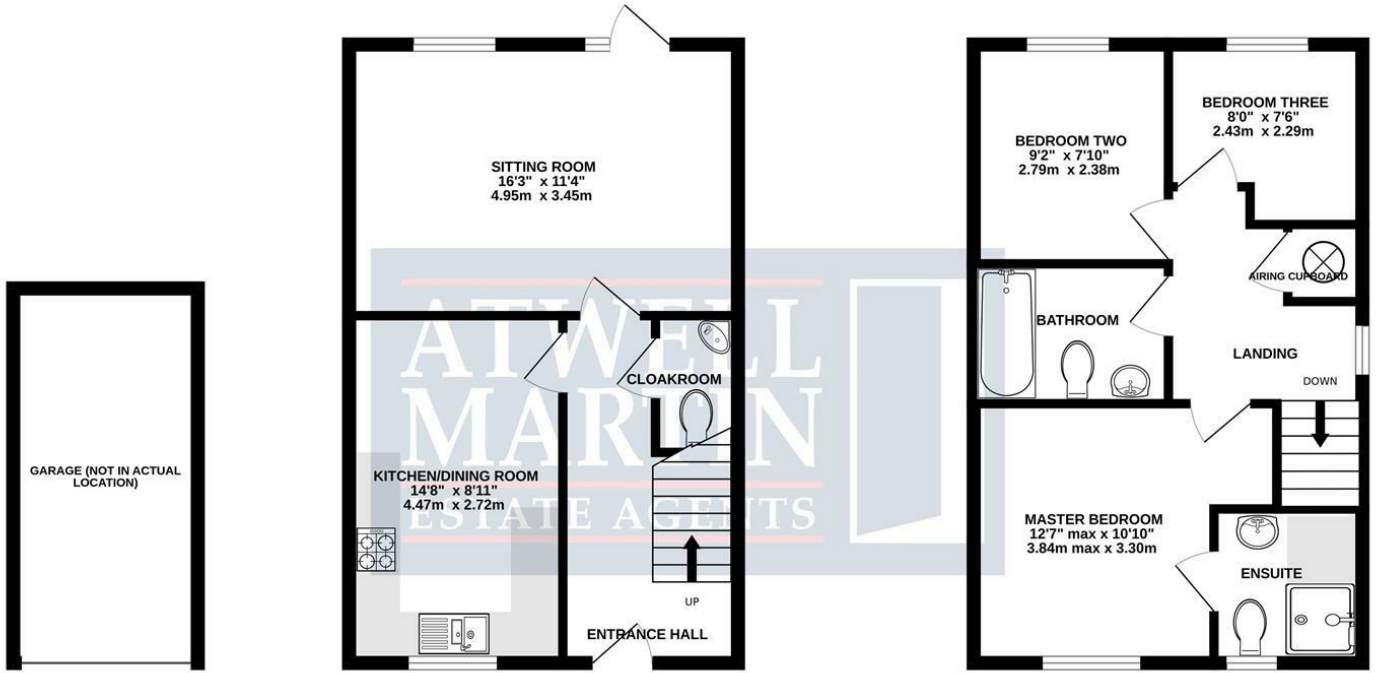 GARAGE (NOT IN ACTUAL
LOCATION)
SITTING ROOM
16'3" x 11'4"
4.95m x 3.45m
KITCHEN/DINING ROOM
14'8" x 8'11"
4.47m x 2.72m
CLOAKROOM
UP
ENTRANCE HALL
ATWELL
MARTIN
ESTATE AGENTS
BEDROOM TWO
9'2" x 7'10"
2.79m x 2.38m
BEDROOM THREE
8'0" x 7'6"
2.43m x 2.29m
AIRING CUPBOARD
BATHROOM
LANDING
DOWN
MASTER BEDROOM
12'7" max x 10'10"
3.84m max x 3.30m
ENSUITE